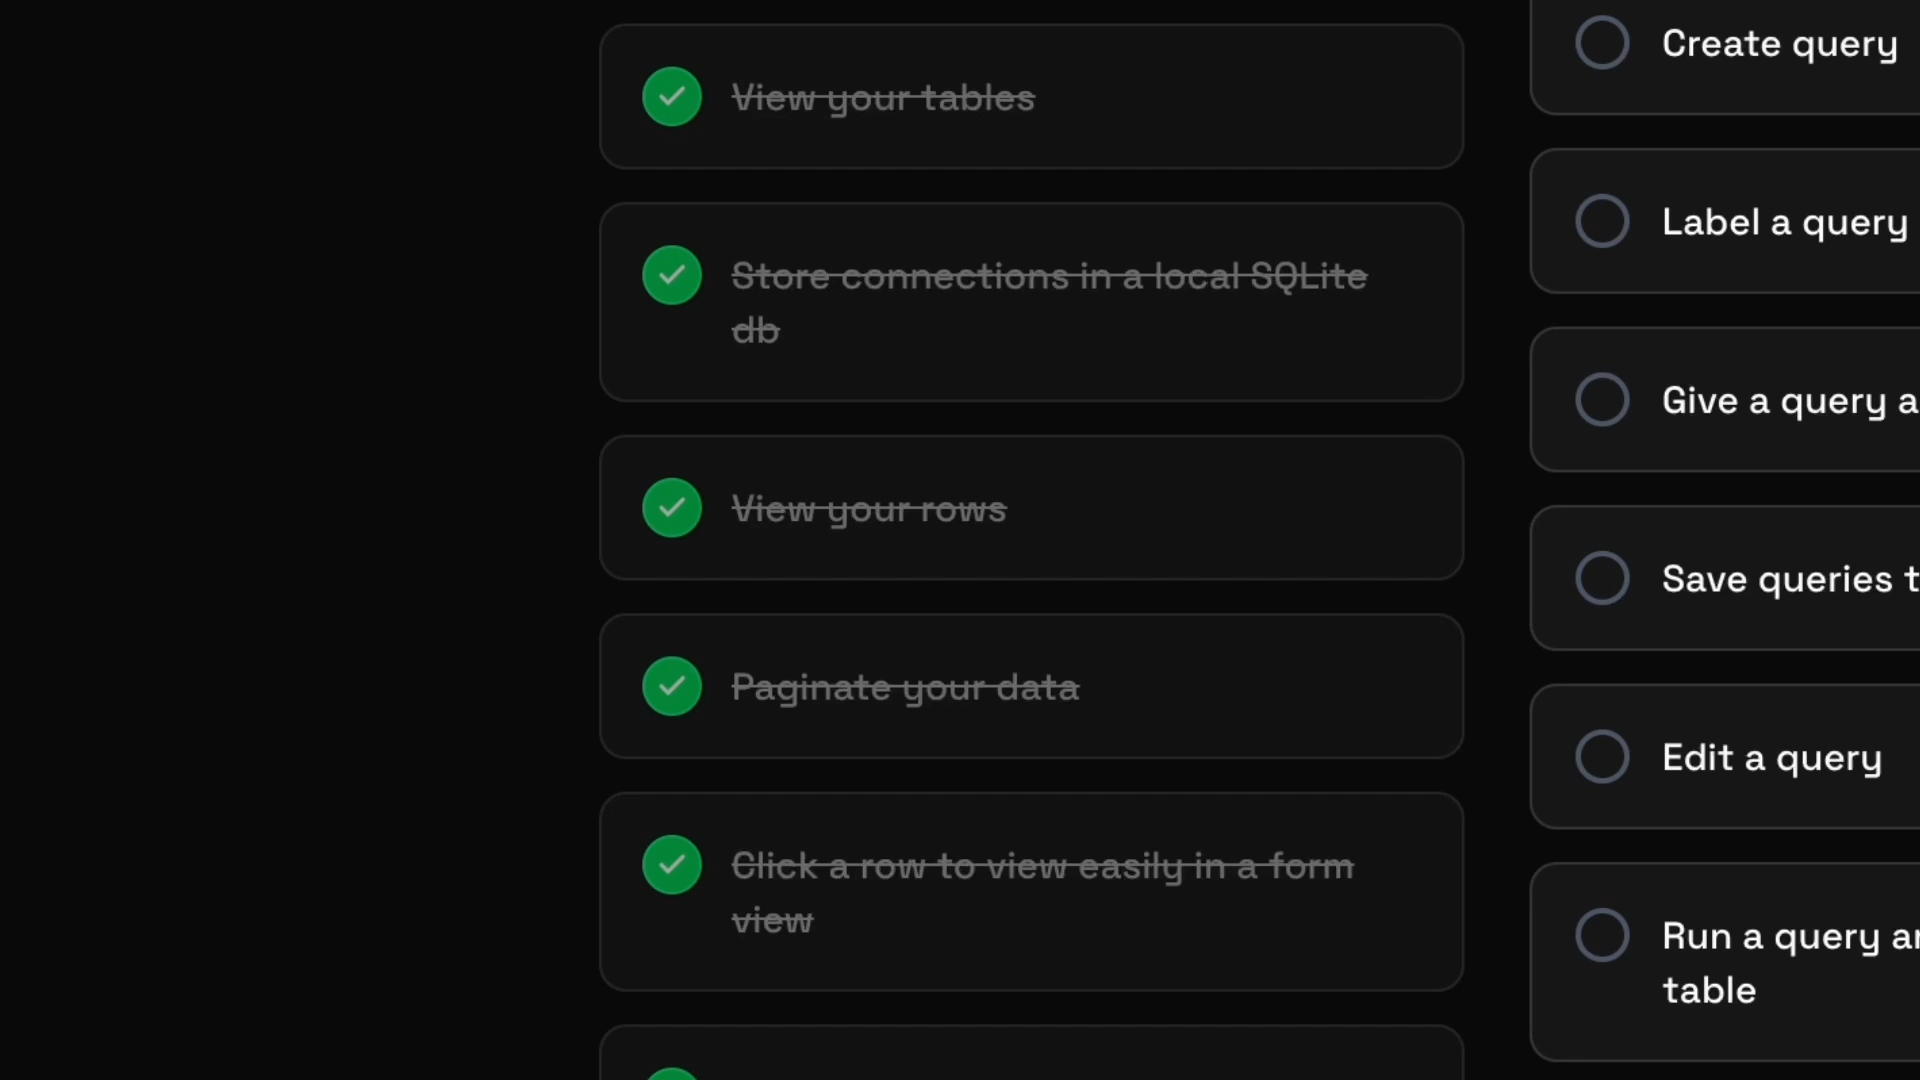 View your tables
Store connections in a local SQLite
db
View your rows
Paginate your data
Click a row to view easily in a form
view
Create query
Label a query
Give a query a
Save queries
Edit a query
Run a query
table